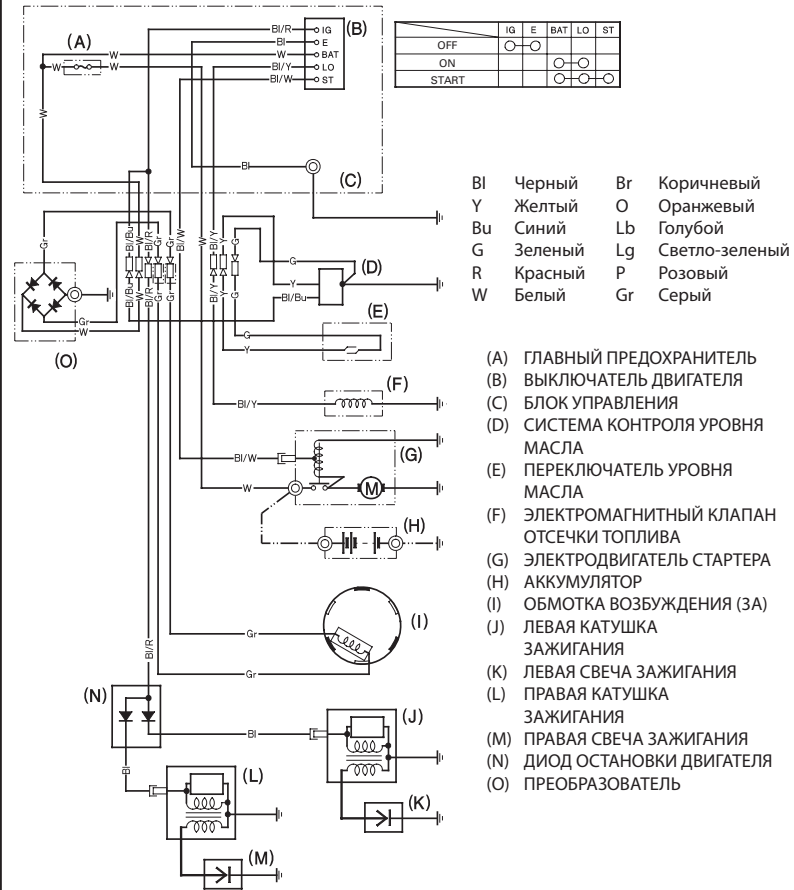 (A)
(B)
Bl/R IG
Bl E
W BAT
Bl/Y LO
Bl/W ST
W
W
W
W
Bl
(C)
IG E BAT LO ST
OFF
ON
START
Bl Черный Br Коричневый
Y Желтый O Оранжевый
Bu Синий Lb Голубой
G Зеленый Lg Светло-зеленый
R Красный P Розовый
W Белый Gr Серый
Gr
Bl/Bu
W
Bl/R
Gr
Gr
Bl/W
W
Bl/Y
Y
G
Bl/Bu
W
Bl/R
Gr
Gr
Bl/Y
Y
G
G
Y
Bl/Bu
(D)
Gr
W
(O)
G
Y
(E)
Bl/Y
(F)
Bl/W
(G)
W
M
(H)
(I)
Gr
Gr
Bl/R
(N)
Bl
Bl
(J)
(K)
(L)
(M)
(A) ГЛАВНЫЙ ПРЕДОХРАНИТЕЛЬ
(B) ВЫКЛЮЧАТЕЛЬ ДВИГАТЕЛЯ
(C) БЛОК УПРАВЛЕНИЯ
(D) СИСТЕМА КОНТРОЛЯ УРОВНЯ
МАСЛА
(E) ПЕРЕКЛЮЧАТЕЛЬ УРОВНЯ
МАСЛА
(F) ЭЛЕКТРОМАГНИТНЫЙ КЛАПАН
ОТСЕЧКИ ТОПЛИВА
(G) ЭЛЕКТРОДВИГАТЕЛЬ СТАРТЕРА
(H) АККУМУЛЯТОР
(I) ОБМОТКА ВОЗБУЖДЕНИЯ (3А)
(J) ЛЕВАЯ КАТУШКА
ЗАЖИГАНИЯ
(K) ЛЕВАЯ СВЕЧА ЗАЖИГАНИЯ
(L) ПРАВАЯ КАТУШКА
ЗАЖИГАНИЯ
(M) ПРАВАЯ СВЕЧА ЗАЖИГАНИЯ
(N) ДИОД ОСТАНОВКИ ДВИГАТЕЛЯ
(O) ПРЕОБРАЗОВАТЕЛЬ